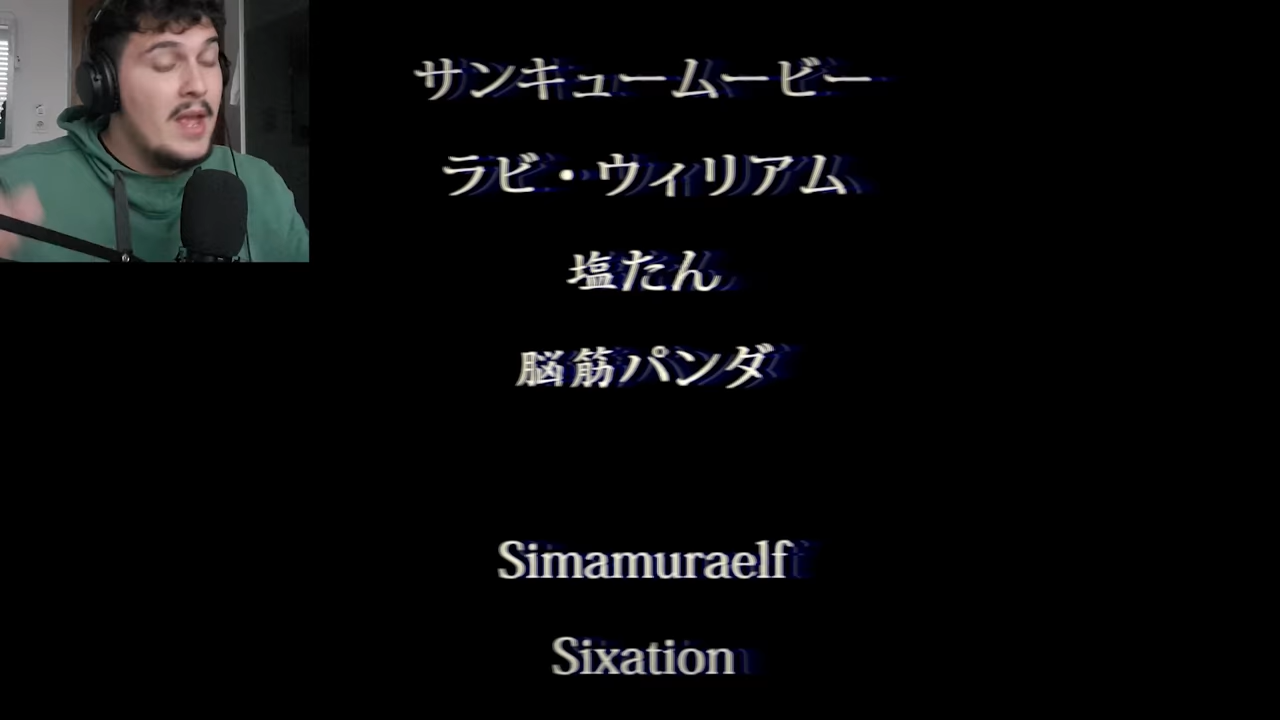 サンキュームービー
ラビ・ウィリアム
塩たん
脳筋パンダ
Simamuraelf
Sixation